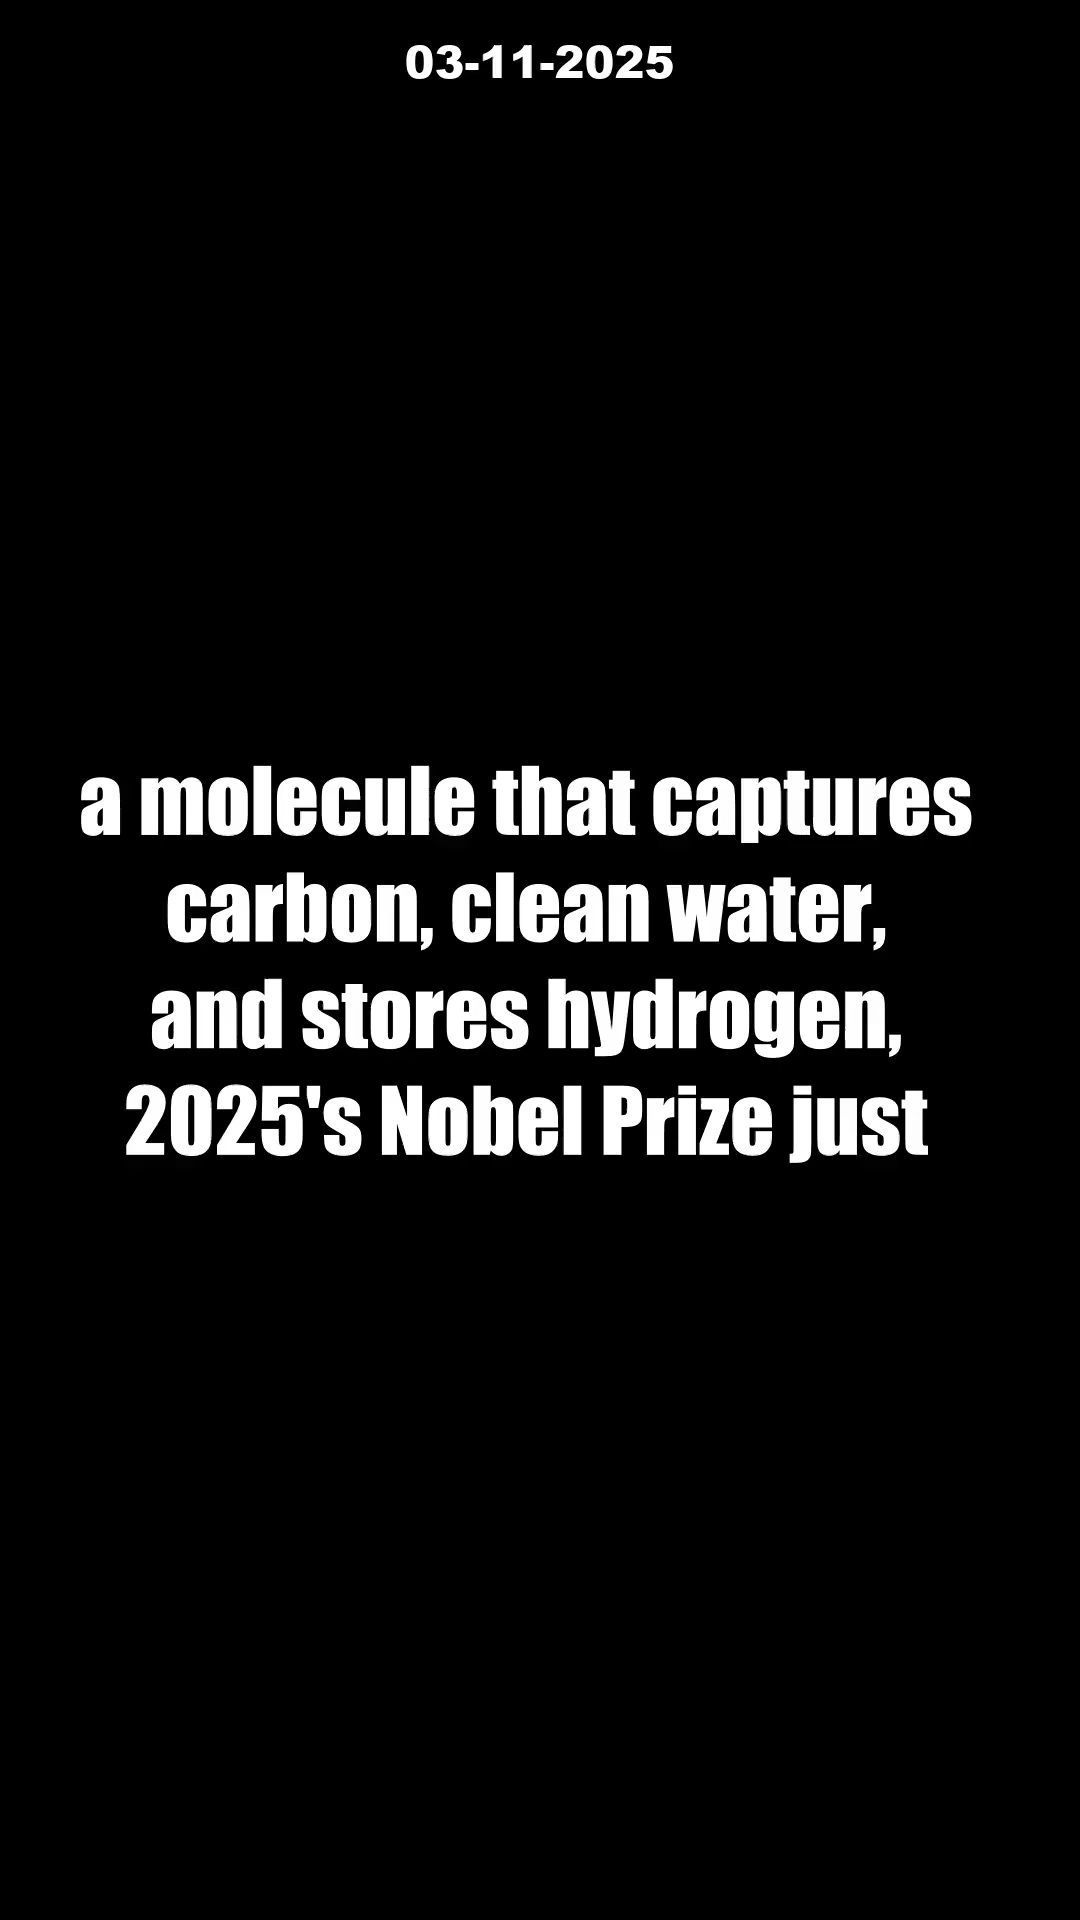 03-11-2025
a molecule that captures
carbon, clean water,
and stores hydrogen,
2025's Nobel Prize just